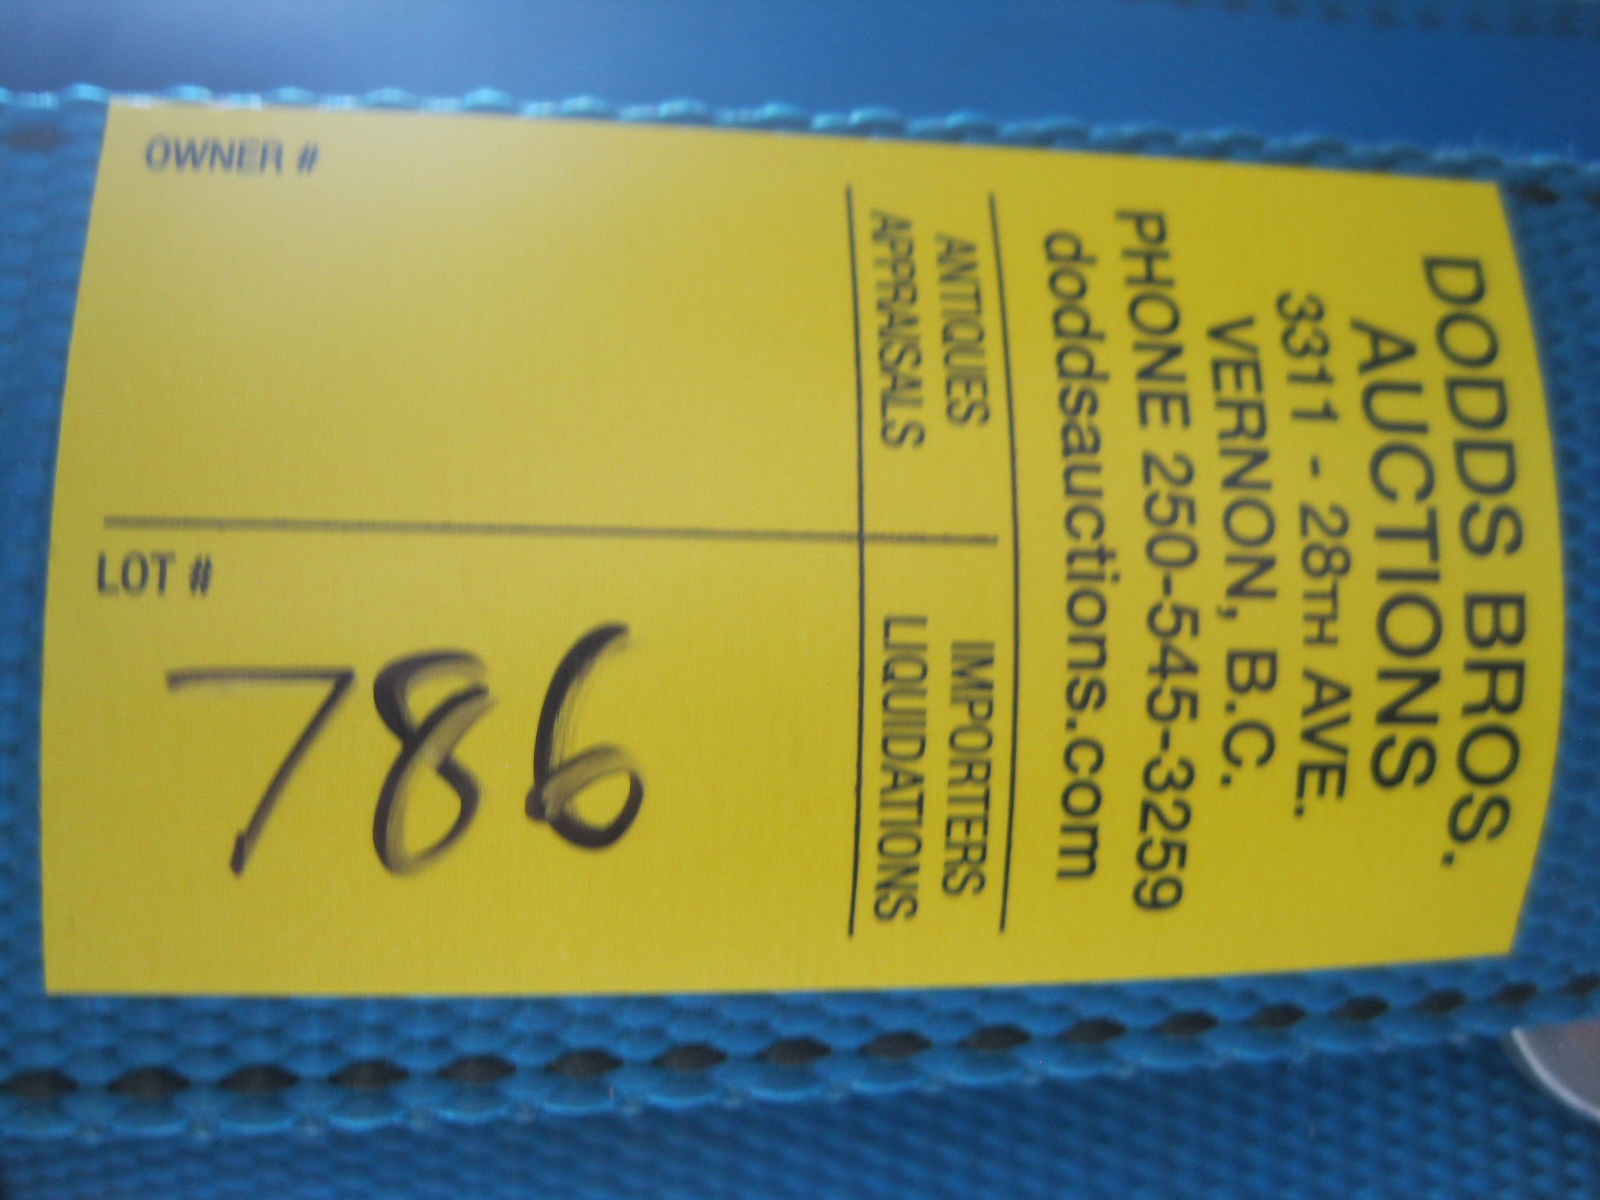 DODDS BROS.
AUCTIONS
3311 - 28TH AVE.
VERNON, B.C.
PHONE 250-545-3259
doddsauctions.com
ANTIQUES
APPRAISALS
IMPORTERS
LIQUIDATIONS
OWNER #
LOT #
786